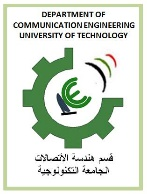 DEPARTMENT OF
COMMUNICATION ENGINEERING
UNIVERSITY OF TECHNOLOGY
قسم هندسة الاتصالات
الجامعة التكنولوجية